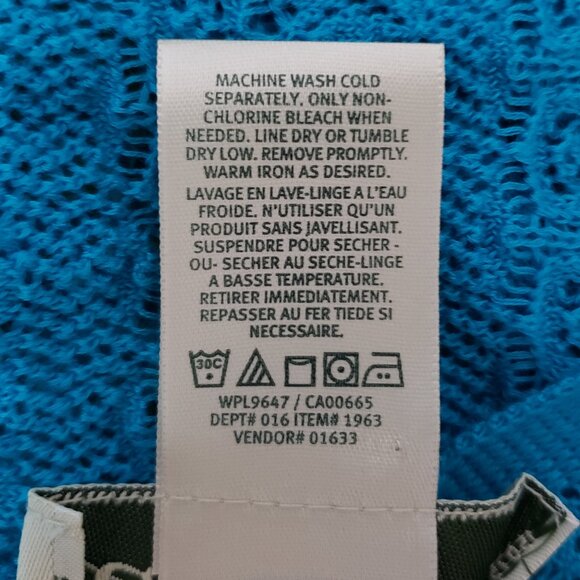 MACHINE WASH COLD
SEPARATELY. ONLY NON-
CHLORINE BLEACH WHEN
NEEDED. LINE DRY OR TUMBLE
DRY LOW. REMOVE PROMPTLY.
WARM IRON AS DESIRED.
LAVAGE EN LAVE-LINGE A L'EAU
FROIDE. N'UTILISER QU'UN
PRODUIT SANS JAVELLISANT.
SUSPENDRE POUR SECHER -
OU- SECHER AU SECHE-LINGE
A BASSE TEMPERATURE.
RETIRER IMMEDIATEMENT.
REPASSER AU FER TIEDE SI
NECESSAIRE.
30C
WPL9647 / CA00665
DEPT# 016 ITEM# 1963
VENDOR# 01633